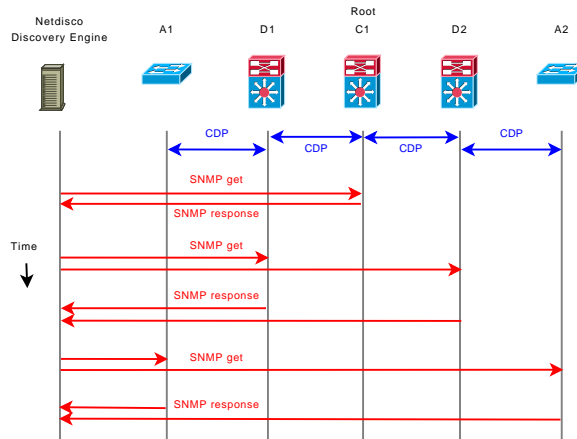 Root
Netdisco
Discovery Engine
A1
D1
C1
D2
A2
CDP
CDP
CDP
CDP
SNMP get
SNMP response
Time
SNMP get
SNMP response
SNMP get
SNMP response